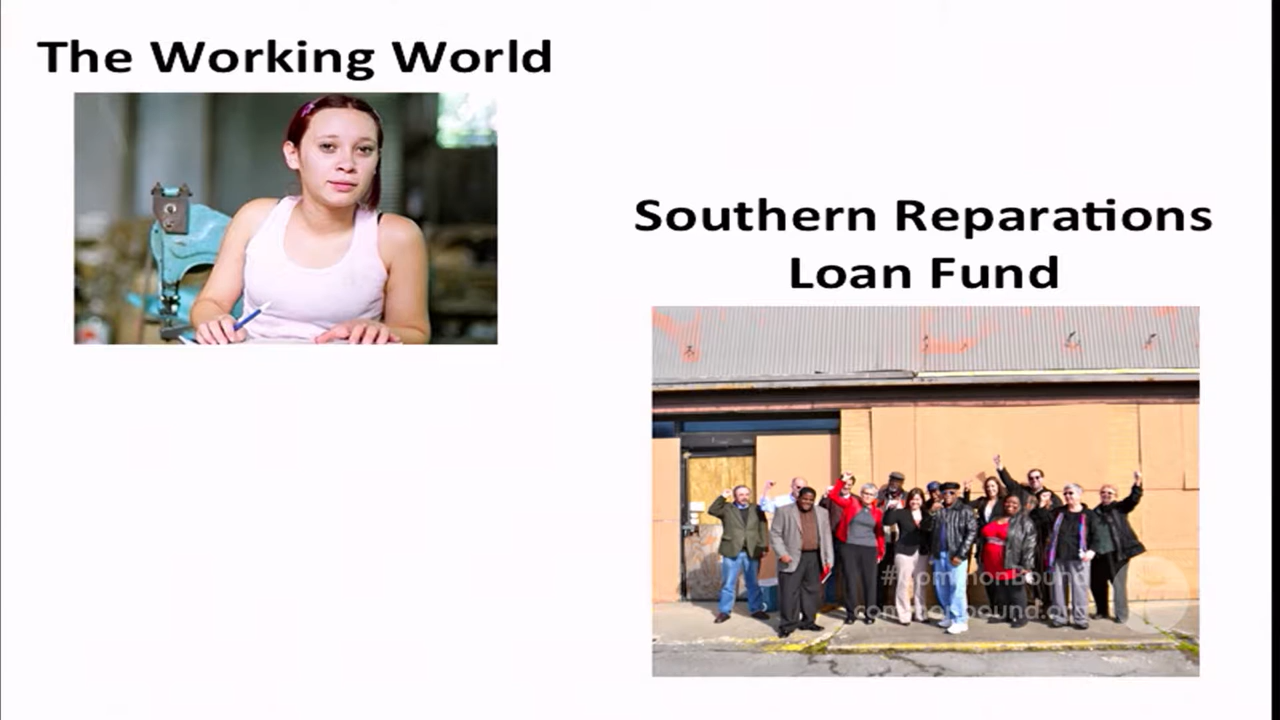 The Working World
Southern Reparations
Loan Fund
#CommonBound
commonbound.org